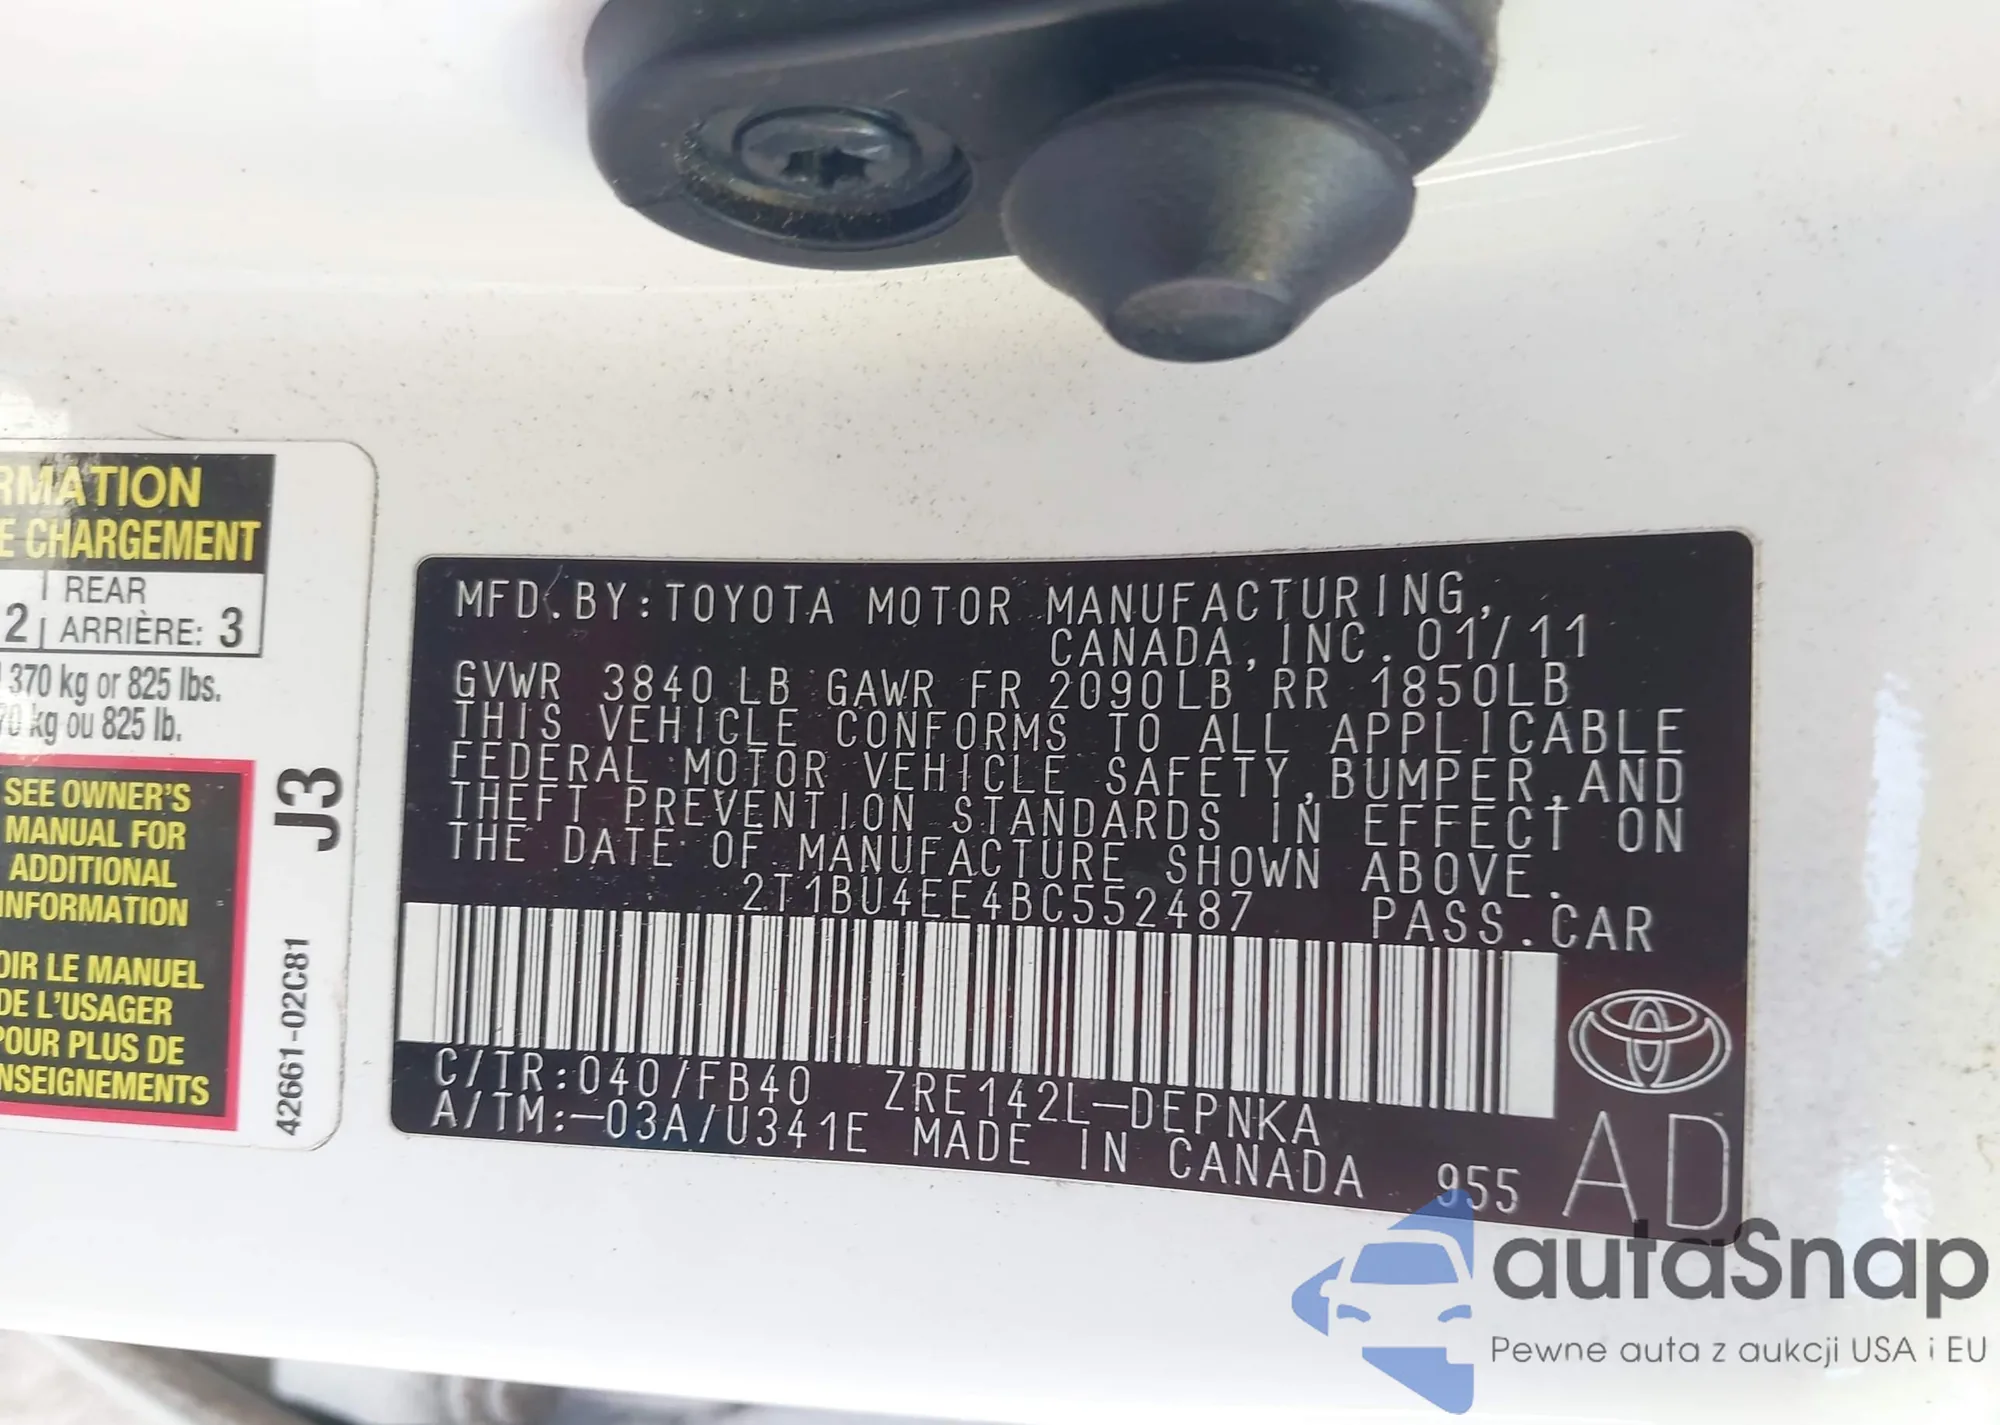 RMATION
E CHARGEMENT
2 REAR
ARRIÈRE: 3
370 kg or 825 lbs.
70 kg ou 825 lb.
SEE OWNER'S
MANUAL FOR
ADDITIONAL
INFORMATION
OIR LE MANUEL
DE L'USAGER
POUR PLUS DE
NSEIGNEMENTS
J3
42661-02C81
MFD.BY:TOYOTA MOTOR MANUFACTURING,
CANADA,INC.01/11
GVWR 3840LB GAWR FR 2090LB RR 1850LB
THIS VEHICLE CONFORMS TO ALL APPLICABLE
FEDERAL MOTOR VEHICLE SAFETY,BUMPER,AND
THEFT PREVENTION STANDARDS IN EFFECT ON
THE DATE OF MANUFACTURE SHOWN ABOVE.
2T1BU4EE4BC552487 PASS.CAR
C/TR:040/FB40 ZRE142L-DEPNKA
A/TM:-03A/U341E MADE IN CANADA 955
AD
autaSnap
Pewne auta z aukcji USA i EU